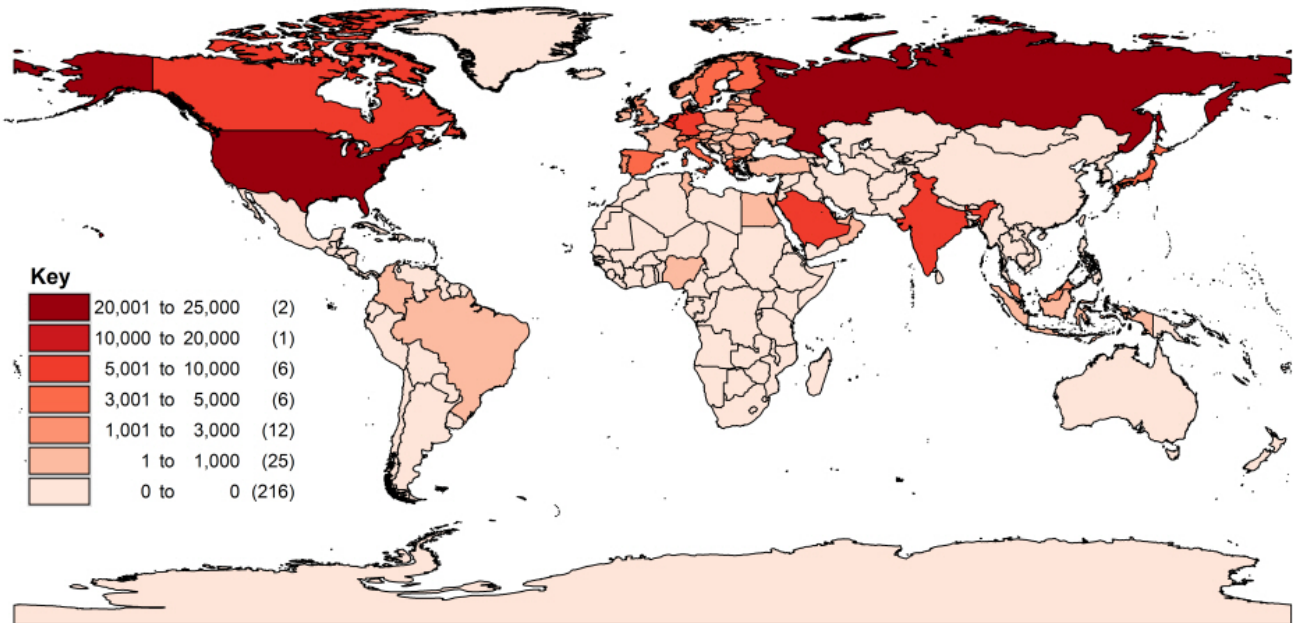 Key
20,001 to 25,000 (2)
10,000 to 20,000 (1)
5,001 to 10,000 (6)
3,001 to 5,000 (6)
1,001 to 3,000 (12)
1 to 1,000 (25)
0 to 0 (216)